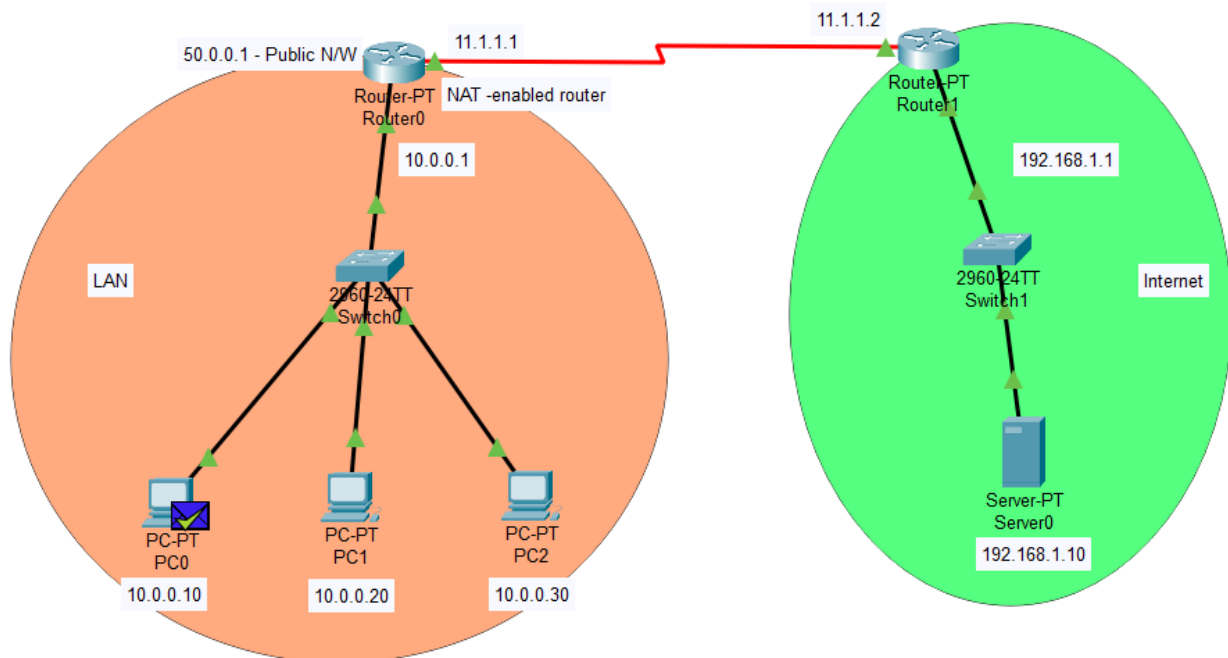 11.1.1.2
50.0.0.1 - Public N/W
11.1.1.1
Router-PT
Router0
NAT -enabled router
Router-PT
Router1
10.0.0.1
192.168.1.1
LAN
2960-24TT
Switch0
2960-24TT
Switch1
Internet
PC-PT
PC0
PC-PT
PC1
PC-PT
PC2
Server-PT
Server0
10.0.0.10
10.0.0.20
10.0.0.30
192.168.1.10